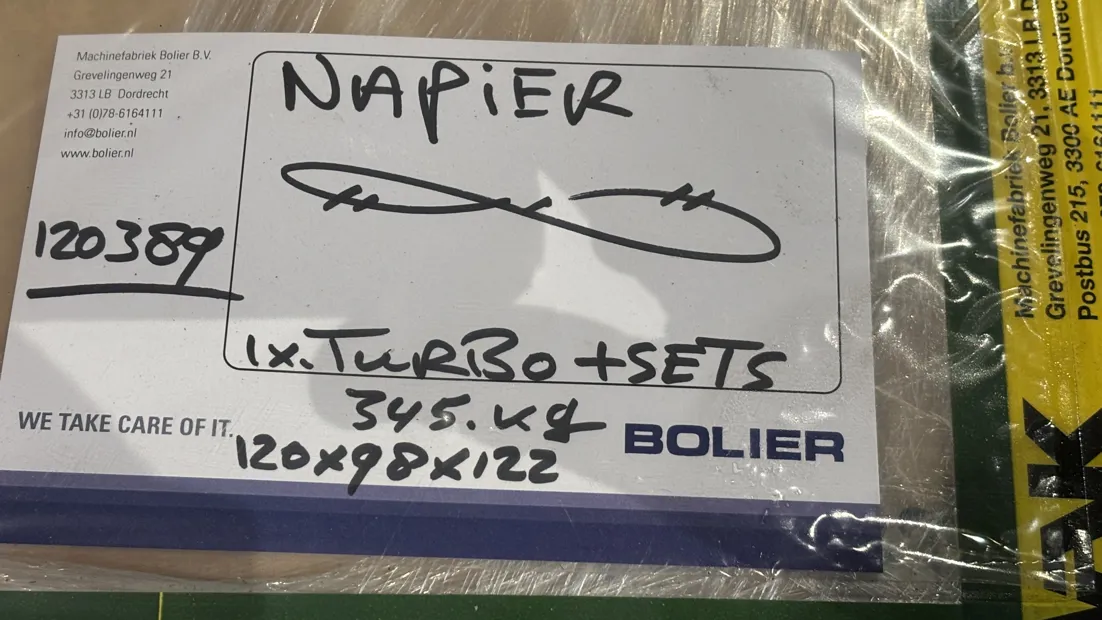 Machinefabriek Bolier B.V.
Grevelingenweg 21
3313 LB Dordrecht
+31 (0)78-6164111
info@bolier.nl
www.bolier.nl
NAPiER
120389
1x.TURBO +SETS
345.kg
120x98x122
WE TAKE CARE OF IT.
BOLIER
Machinefabriek Bolier b.v.
Grevelingenweg 21, 3313 LB D
Postbus 215, 3300 AE Dordrec